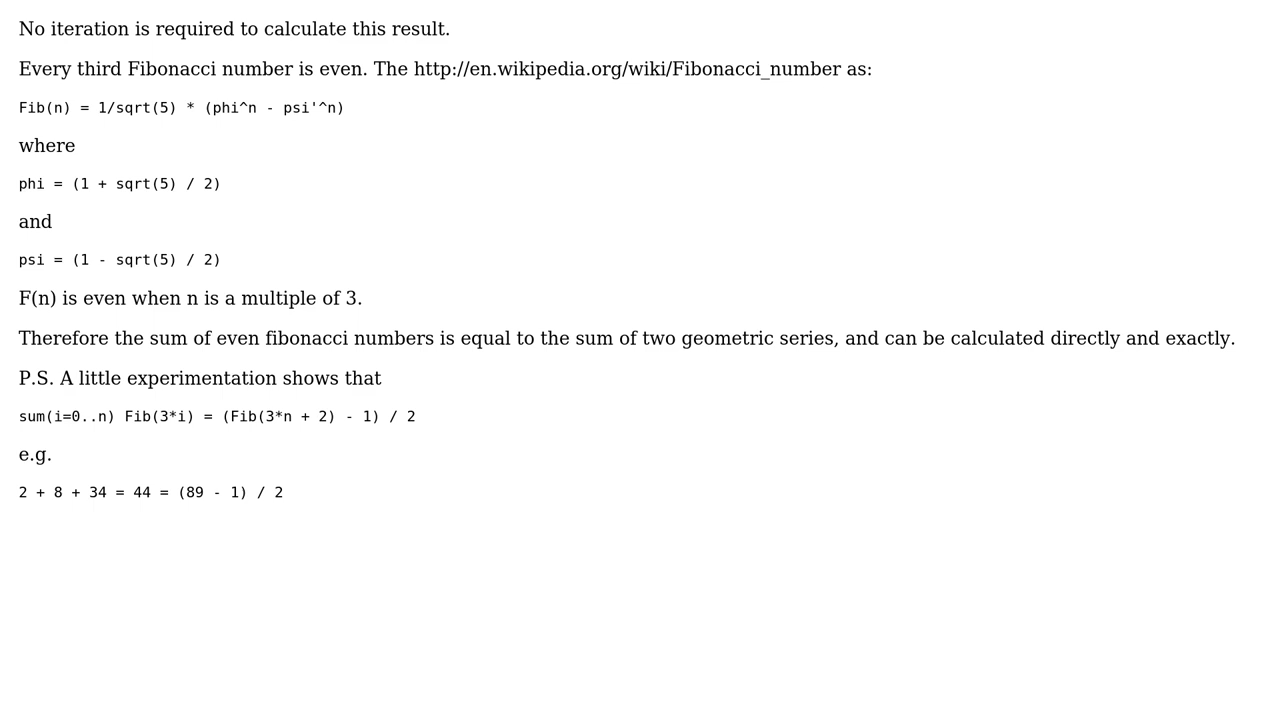 No iteration is required to calculate this result.
Every third Fibonacci number is even. The http://en.wikipedia.org/wiki/Fibonacci_number as:
Fib(n) = 1/sqrt(5) * (phi^n - psi'^n)
where
phi = (1 + sqrt(5) / 2)
and
psi = (1 - sqrt(5) / 2)
F(n) is even when n is a multiple of 3.
Therefore the sum of even fibonacci numbers is equal to the sum of two geometric series, and can be calculated directly and exactly.
P.S. A little experimentation shows that
sum(i=0..n) Fib(3*i) = (Fib(3*n + 2) - 1) / 2
e.g.
2 + 8 + 34 = 44 = (89 - 1) / 2